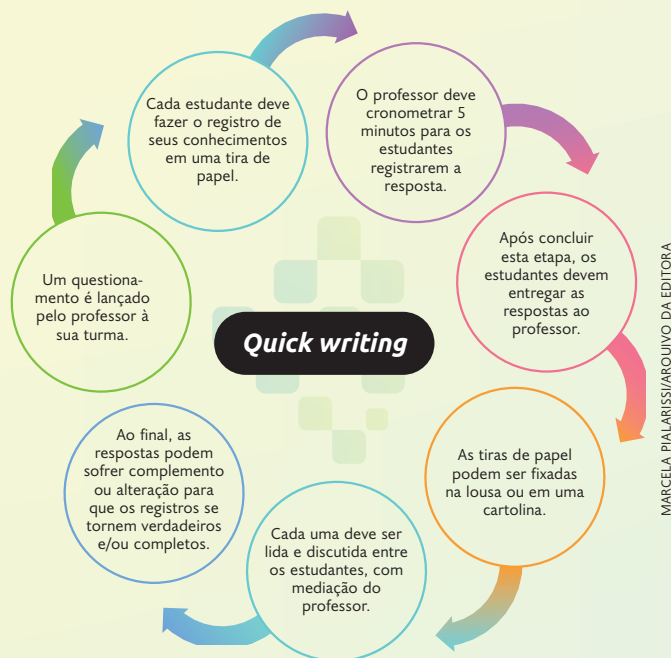 Quick writing
Um questiona-
mento é lançado
pelo professor à
sua turma.
Cada estudante deve
fazer o registro de
seus conhecimentos
em uma tira de
papel.
O professor deve
cronometrar 5
minutos para os
estudantes
registrarem a
resposta.
Após concluir
esta etapa, os
estudantes devem
entregar as
respostas ao
professor.
As tiras de papel
podem ser fixadas
na lousa ou em uma
cartolina.
Cada uma deve ser
lida e discutida entre
os estudantes, com
mediação do
professor.
Ao final, as
respostas podem
sofrer complemento
ou alteração para
que os registros se
tornem verdadeiros
e/ou completos.
MARCELA PIALARISSI/ARQUIVO DA EDITORA